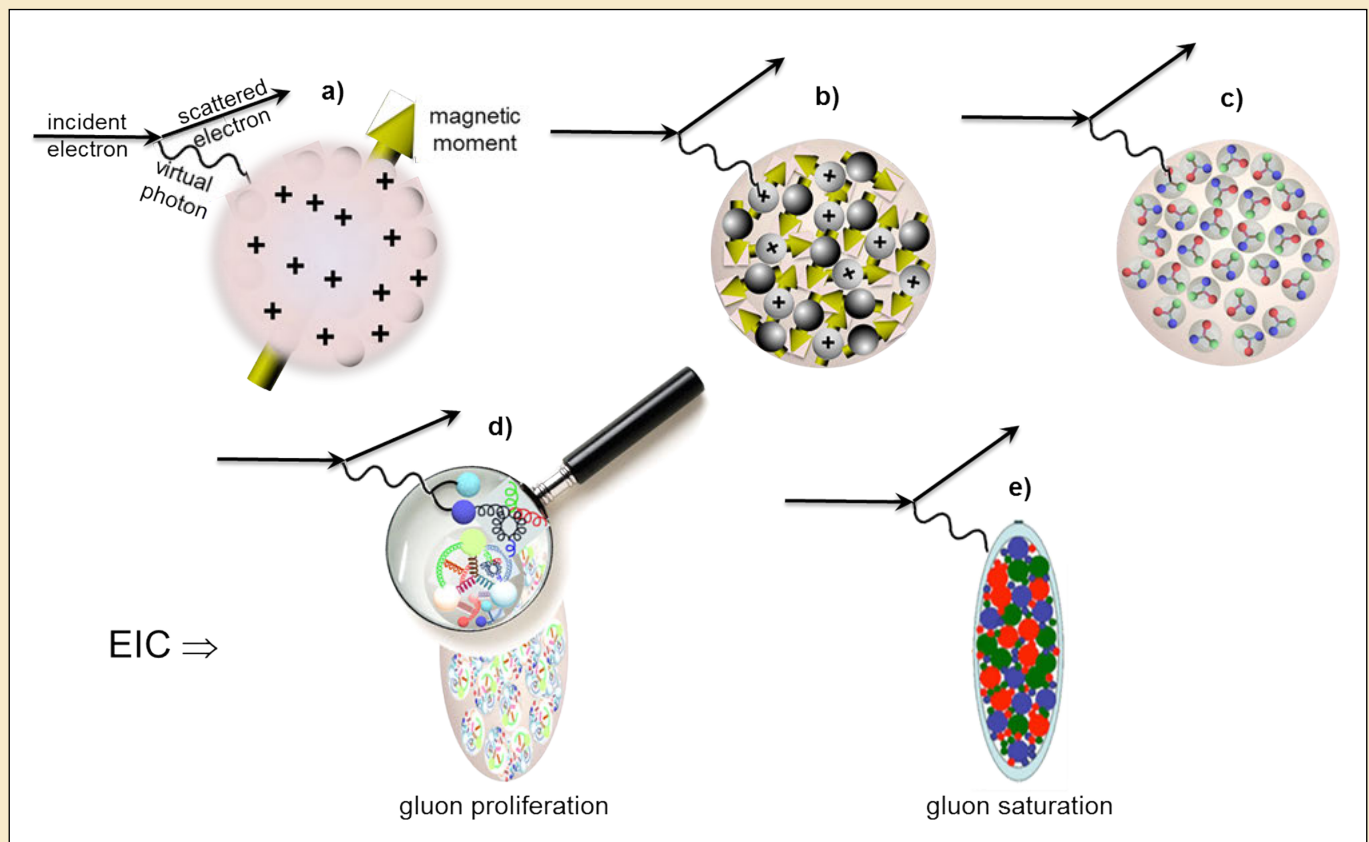 a)
incident
electron
scattered
electron
virtual
photon
magnetic
moment
+ + + + + + + + + + + + +
b)
+ + + + + + + + +
c)
d)
e)
EIC ⇒
gluon proliferation
gluon saturation